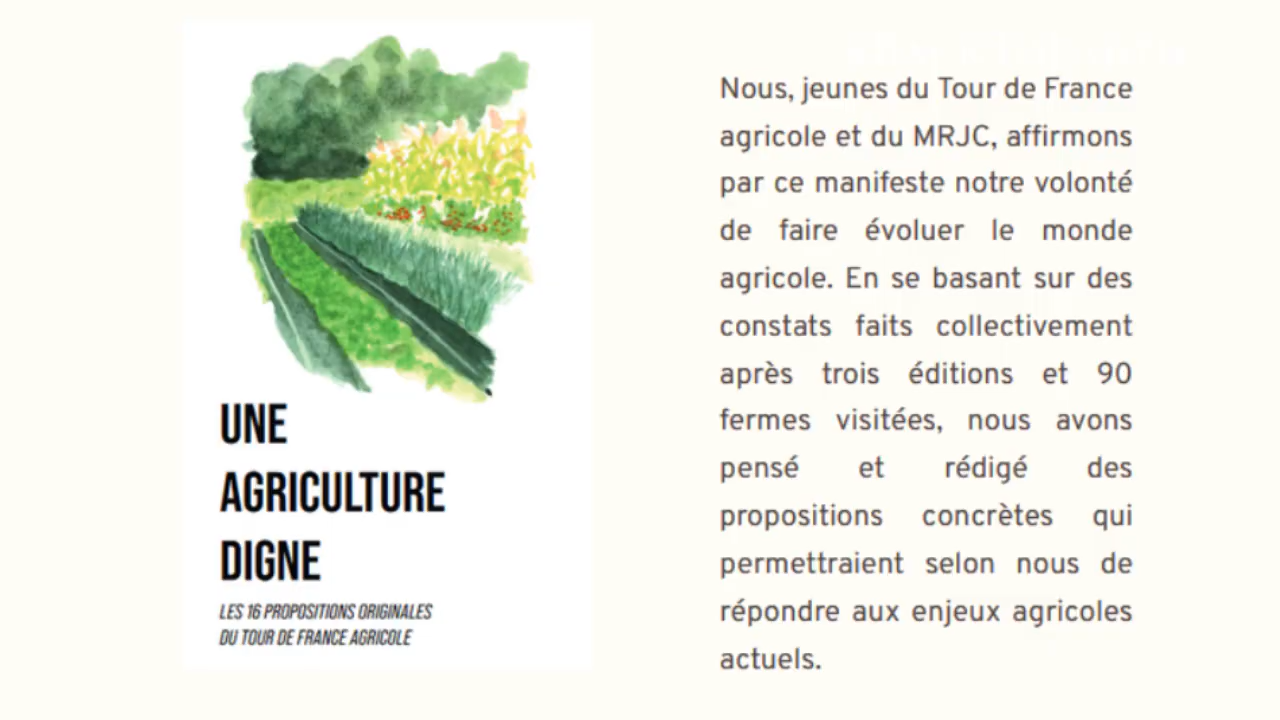 UNE
AGRICULTURE
DIGNE
LES 16 PROPOSITIONS ORIGINALES
DU TOUR DE FRANCE AGRICOLE
Nous, jeunes du Tour de France
agricole et du MRJC, affirmons
par ce manifeste notre volonté
de faire évoluer le monde
agricole. En se basant sur des
constats faits collectivement
après trois éditions et 90
fermes visitées, nous avons
pensé et rédigé des
propositions concrètes qui
permettraient selon nous de
répondre aux enjeux agricoles
actuels.